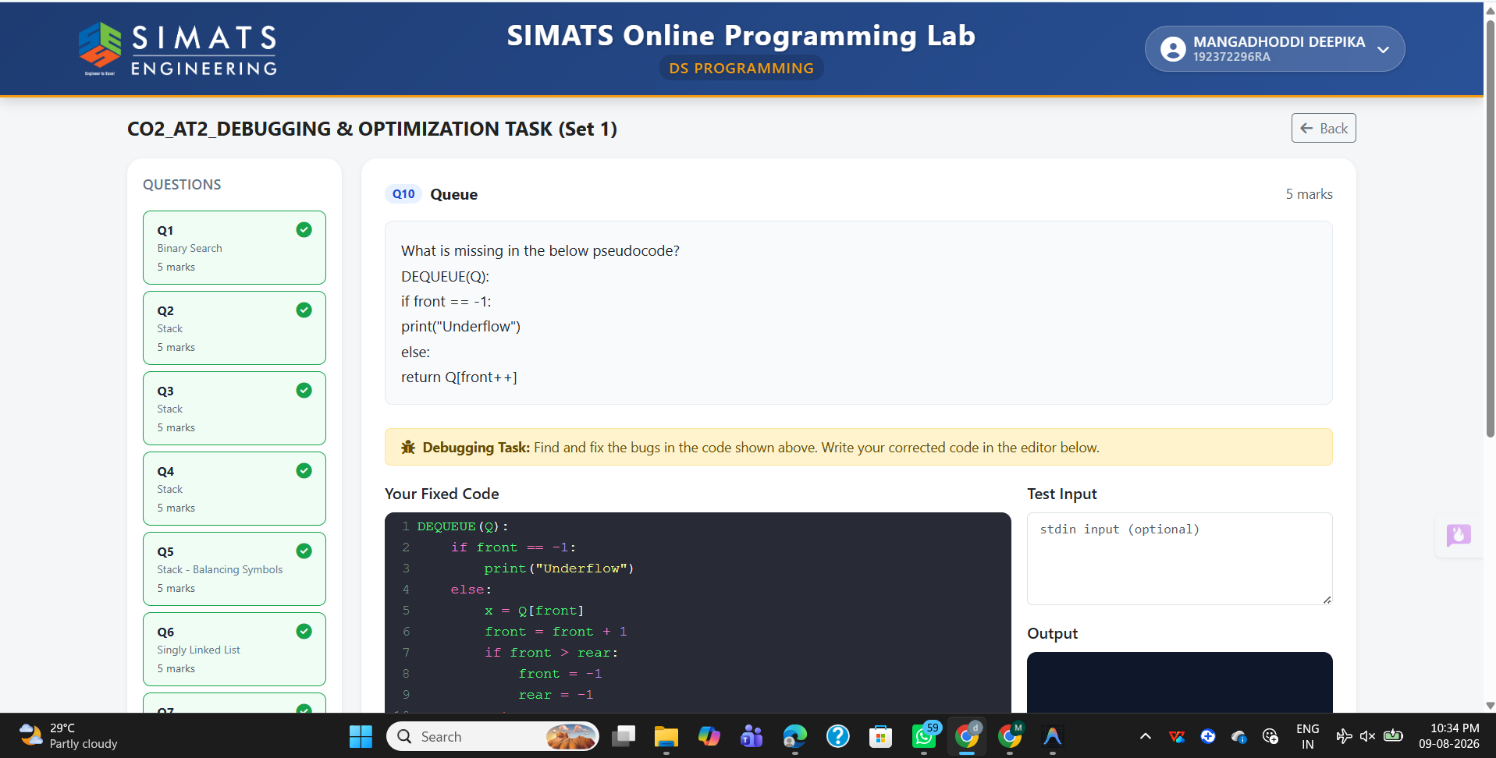 SIMATS
ENGINEERING
Engineer to Excel
SIMATS Online Programming Lab
DS PROGRAMMING
MANGADHODDI DEEPIKA
192372296RA
CO2_AT2_DEBUGGING & OPTIMIZATION TASK (Set 1)
Back
QUESTIONS
Q1
Binary Search
5 marks
Q2
Stack
5 marks
Q3
Stack
5 marks
Q4
Stack
5 marks
Q5
Stack - Balancing Symbols
5 marks
Q6
Singly Linked List
5 marks
Q7
Q10 Queue
5 marks
What is missing in the below pseudocode?
DEQUEUE(Q):
if front == -1:
print("Underflow")
else:
return Q[front++]
Debugging Task: Find and fix the bugs in the code shown above. Write your corrected code in the editor below.
Your Fixed Code
1 DEQUEUE(Q):
2 if front == -1:
3 print("Underflow")
4 else:
5 x = Q[front]
6 front = front + 1
7 if front > rear:
8 front = -1
9 rear = -1
Test Input
stdin input (optional)
Output
29°C
Partly cloudy
Search
59
d
M
ENG
IN
10:34 PM
09-08-2026